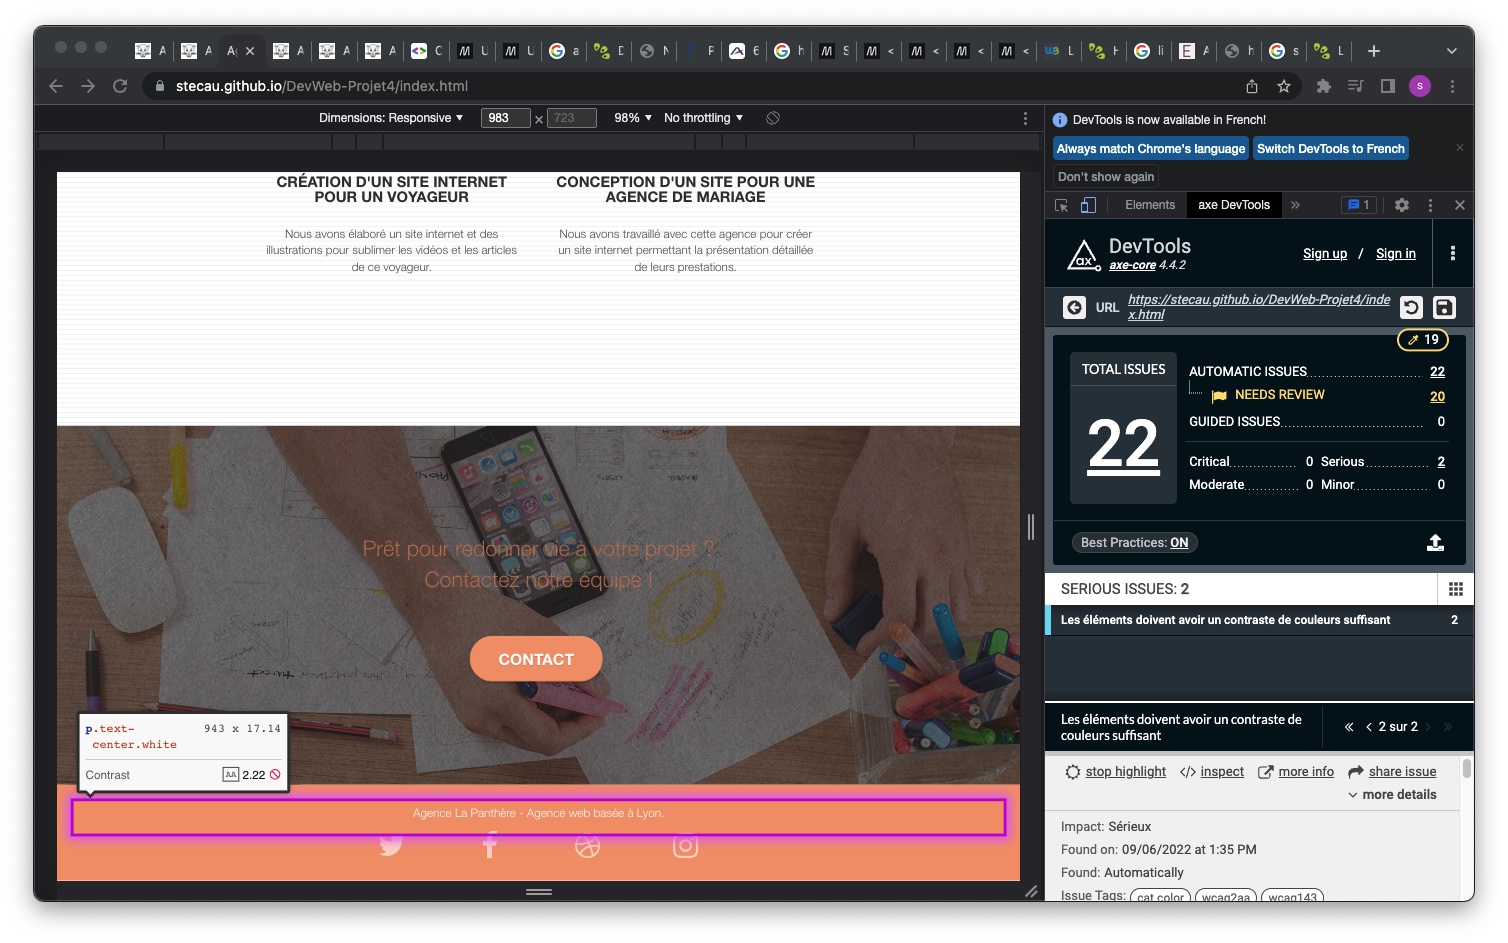 A A A A A A C U U a D N P 6 h S < < < < L H li A h s L
stecau.github.io/DevWeb-Projet4/index.html
s
Dimensions: Responsive 983 × 723 98% No throttling
DevTools is now available in French!
Always match Chrome's language Switch DevTools to French
Don't show again
Elements axe DevTools » 1
CRÉATION D'UN SITE INTERNET
POUR UN VOYAGEUR
Nous avons élaboré un site internet et des
illustrations pour sublimer les vidéos et les articles
de ce voyageur.
CONCEPTION D'UN SITE POUR UNE
AGENCE DE MARIAGE
Nous avons travaillé avec cette agence pour créer
un site internet permettant la présentation détaillée
de leurs prestations.
Prêt pour redonner vie à votre projet ?
Contactez notre équipe !
CONTACT
p.text-
center.white
943 x 17.14
Contrast AA 2.22
Agence La Panthère - Agence web basée à Lyon.
ax
DevTools
axe-core 4.4.2
Sign up / Sign in
URL https://stecau.github.io/DevWeb-Projet4/inde
x.html
19
TOTAL ISSUES
22
AUTOMATIC ISSUES 22
NEEDS REVIEW 20
GUIDED ISSUES 0
Critical 0 Serious 2
Moderate 0 Minor 0
Best Practices: ON
SERIOUS ISSUES: 2
Les éléments doivent avoir un contraste de couleurs suffisant 2
Les éléments doivent avoir un contraste de
couleurs suffisant
2 sur 2
stop highlight </> inspect more info share issue
more details
Impact: Sérieux
Found on: 09/06/2022 at 1:35 PM
Found: Automatically
Issue Tags: cat.color wcag2aa wcag143